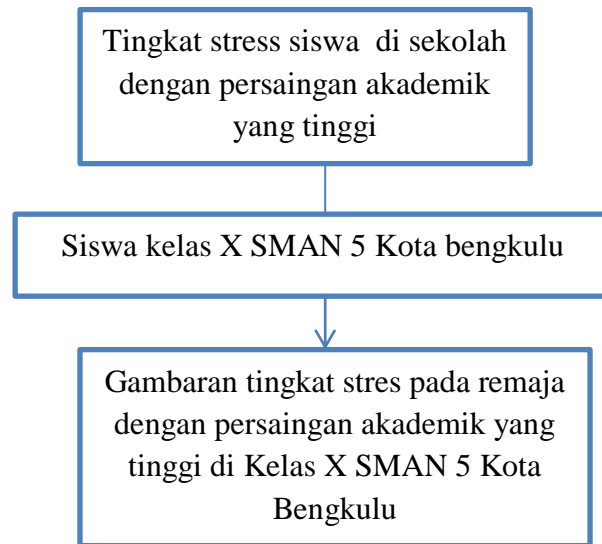 Tingkat stress siswa  di sekolah
dengan persaingan akademik
yang tinggi
Siswa kelas X SMAN 5 Kota bengkulu
Gambaran tingkat stres pada remaja
dengan persaingan akademik yang
tinggi di Kelas X SMAN 5 Kota
Bengkulu